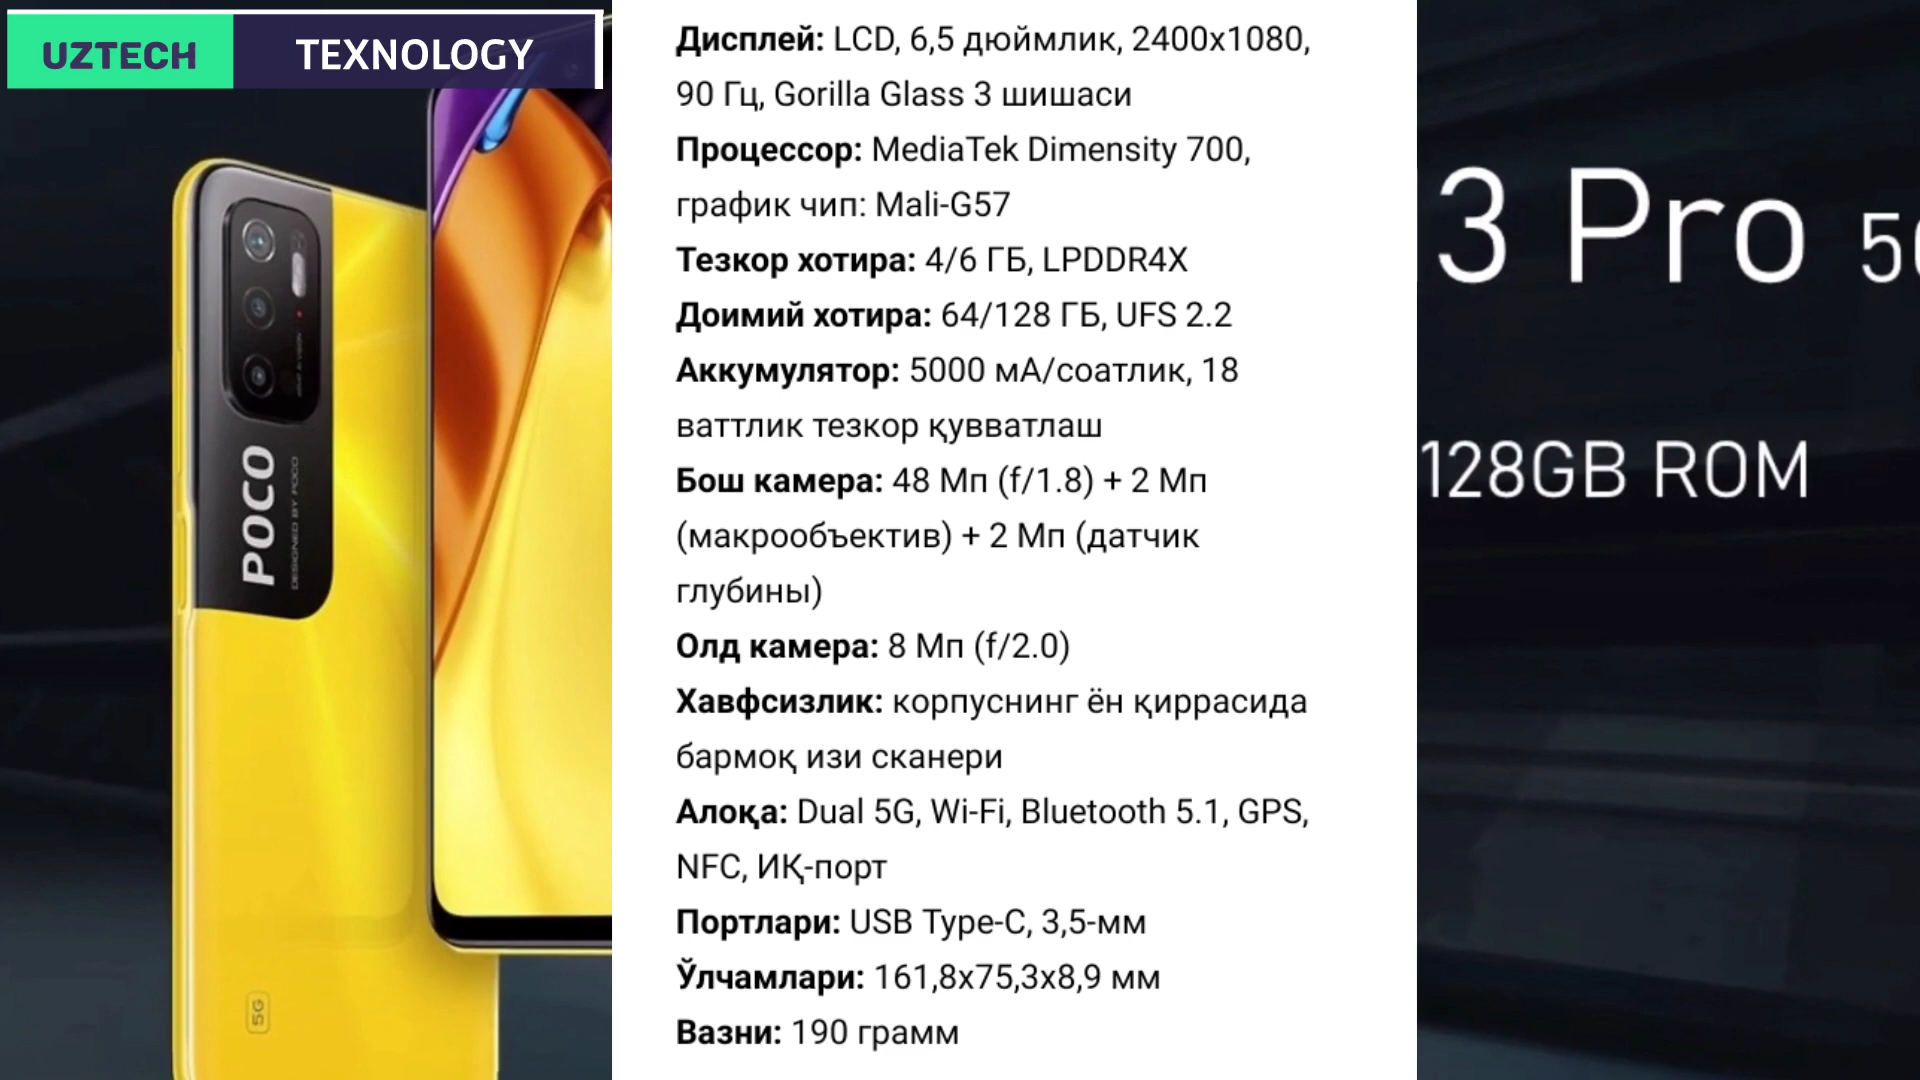 UZTECH TEXNOLOGY
Дисплей: LCD, 6,5 дюймлик, 2400x1080,
90 Гц, Gorilla Glass 3 шишаси
Процессор: MediaTek Dimensity 700,
график чип: Mali-G57
Тезкор хотира: 4/6 ГБ, LPDDR4X
Доимий хотира: 64/128 ГБ, UFS 2.2
Аккумулятор: 5000 мА/соатлик, 18
ваттлик тезкор қувватлаш
Бош камера: 48 Мп (f/1.8) + 2 Мп
(макрообъектив) + 2 Мп (датчик
глубины)
Олд камера: 8 Мп (f/2.0)
Хавфсизлик: корпуснинг ён қиррасида
бармоқ изи сканери
Алоқа: Dual 5G, Wi-Fi, Bluetooth 5.1, GPS,
NFC, ИҚ-порт
Портлари: USB Type-C, 3,5-мм
Ўлчамлари: 161,8x75,3x8,9 мм
Вазни: 190 грамм
POCO
DESIGNED BY POCO
5G
3 Pro
128GB ROM